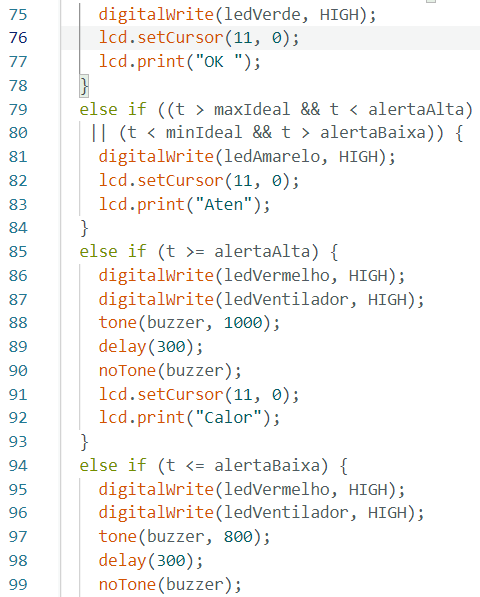 75 digitalWrite(ledVerde, HIGH);
76 lcd.setCursor(11, 0);
77 lcd.print("OK ");
78 }
79 else if ((t > maxIdeal && t < alertaAlta)
80 || (t < minIdeal && t > alertaBaixa)) {
81 digitalWrite(ledAmarelo, HIGH);
82 lcd.setCursor(11, 0);
83 lcd.print("Aten");
84 }
85 else if (t >= alertaAlta) {
86 digitalWrite(ledVermelho, HIGH);
87 digitalWrite(ledVentilador, HIGH);
88 tone(buzzer, 1000);
89 delay(300);
90 noTone(buzzer);
91 lcd.setCursor(11, 0);
92 lcd.print("Calor");
93 }
94 else if (t <= alertaBaixa) {
95 digitalWrite(ledVermelho, HIGH);
96 digitalWrite(ledVentilador, HIGH);
97 tone(buzzer, 800);
98 delay(300);
99 noTone(buzzer);